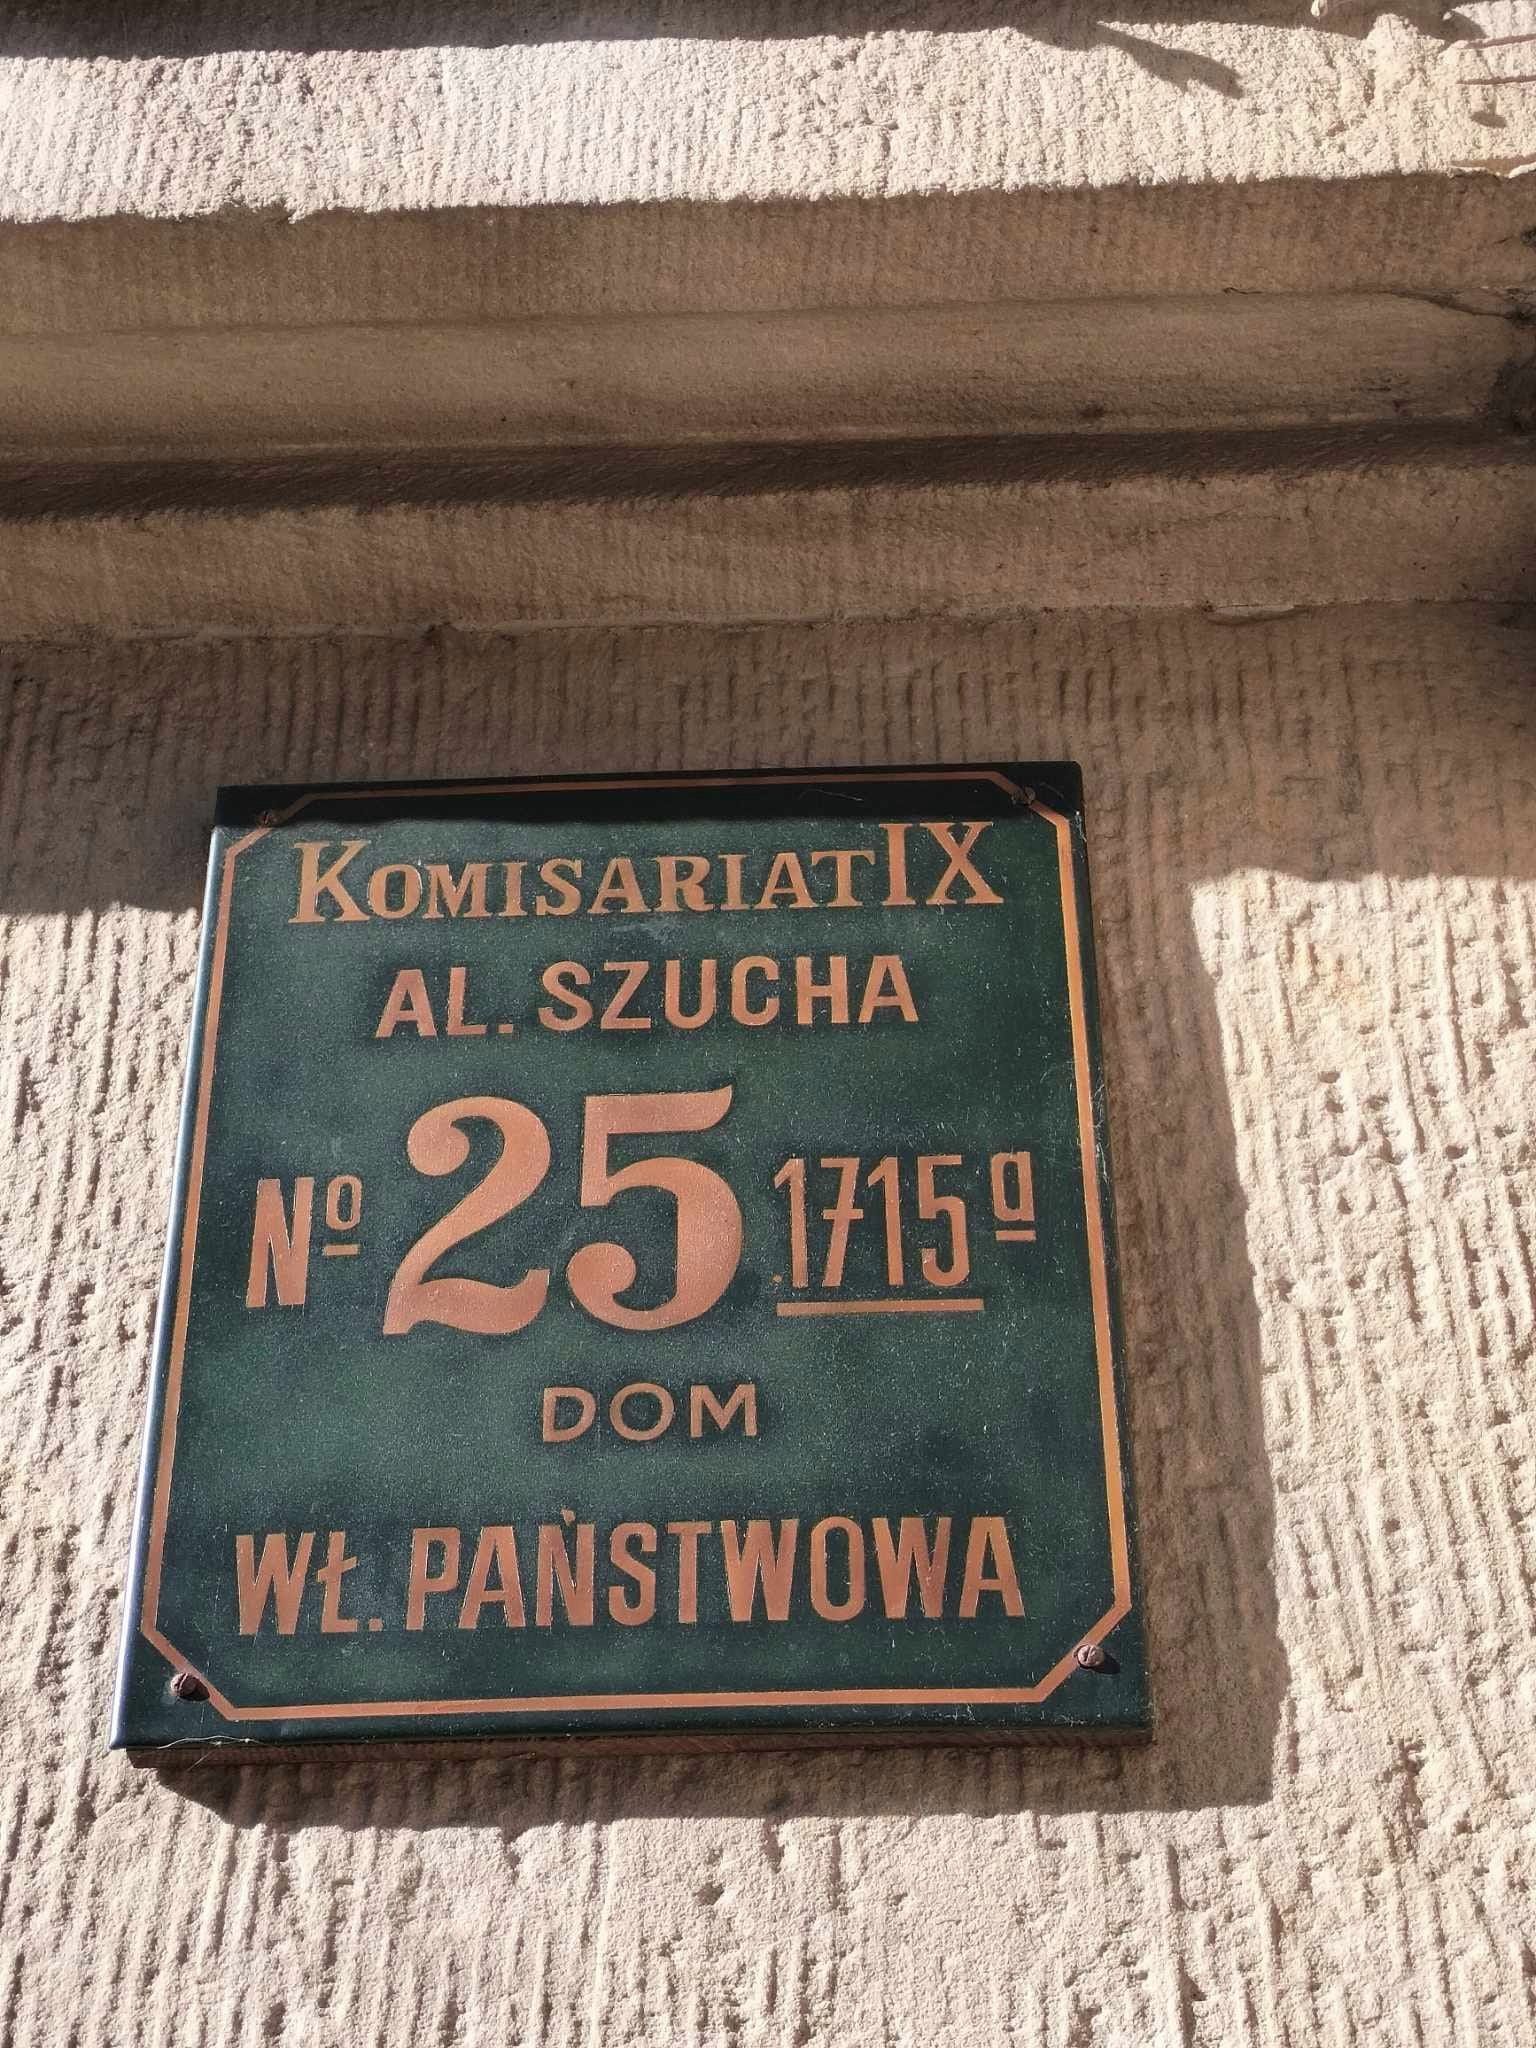 KOMISARIAT IX
AL. SZUCHA
Nº 25 1715ª
DOM
WŁ. PAŃSTWOWA